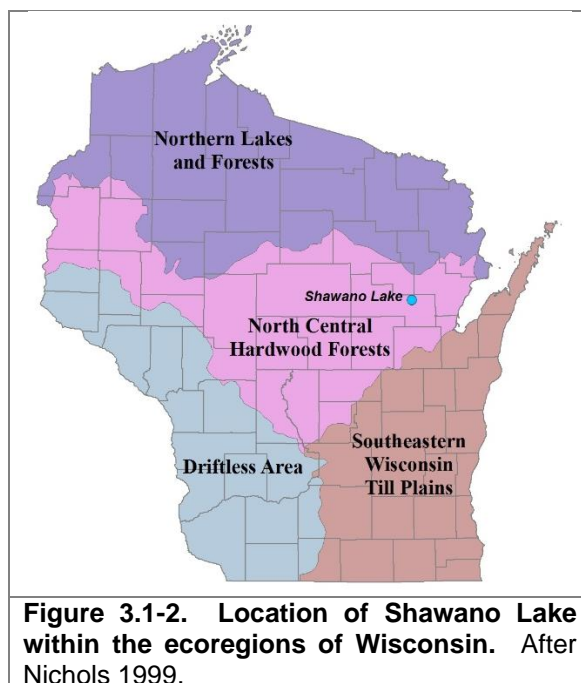 Northern Lakes
and Forests
Shawano Lake
North Central
Hardwood Forests
Southeastern
Wisconsin
Till Plains
Driftless Area
Figure 3.1-2. Location of Shawano Lake
within the ecoregions of Wisconsin. After
Nichols 1999.